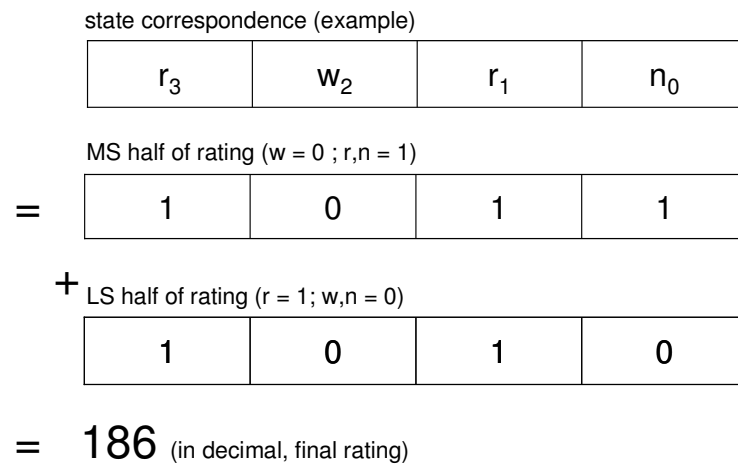 state correspondence (example)
r₃ w₂ r₁ n₀
MS half of rating (w = 0 ; r,n = 1)
= 1 0 1 1
+ LS half of rating (r = 1; w,n = 0)
1 0 1 0
= 186 (in decimal, final rating)